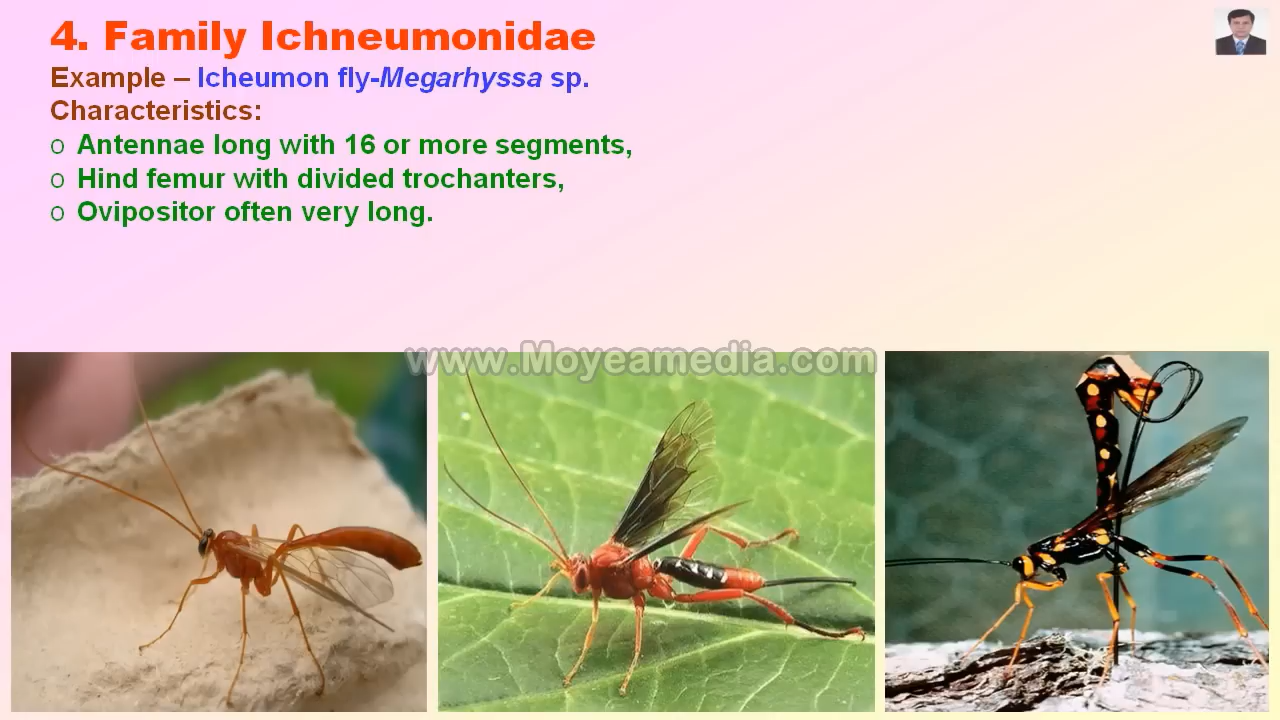 4. Family Ichneumonidae
Example – Icheumon fly-Megarhyssa sp.
Characteristics:
o Antennae long with 16 or more segments,
o Hind femur with divided trochanters,
o Ovipositor often very long.
www.Moyeamedia.com